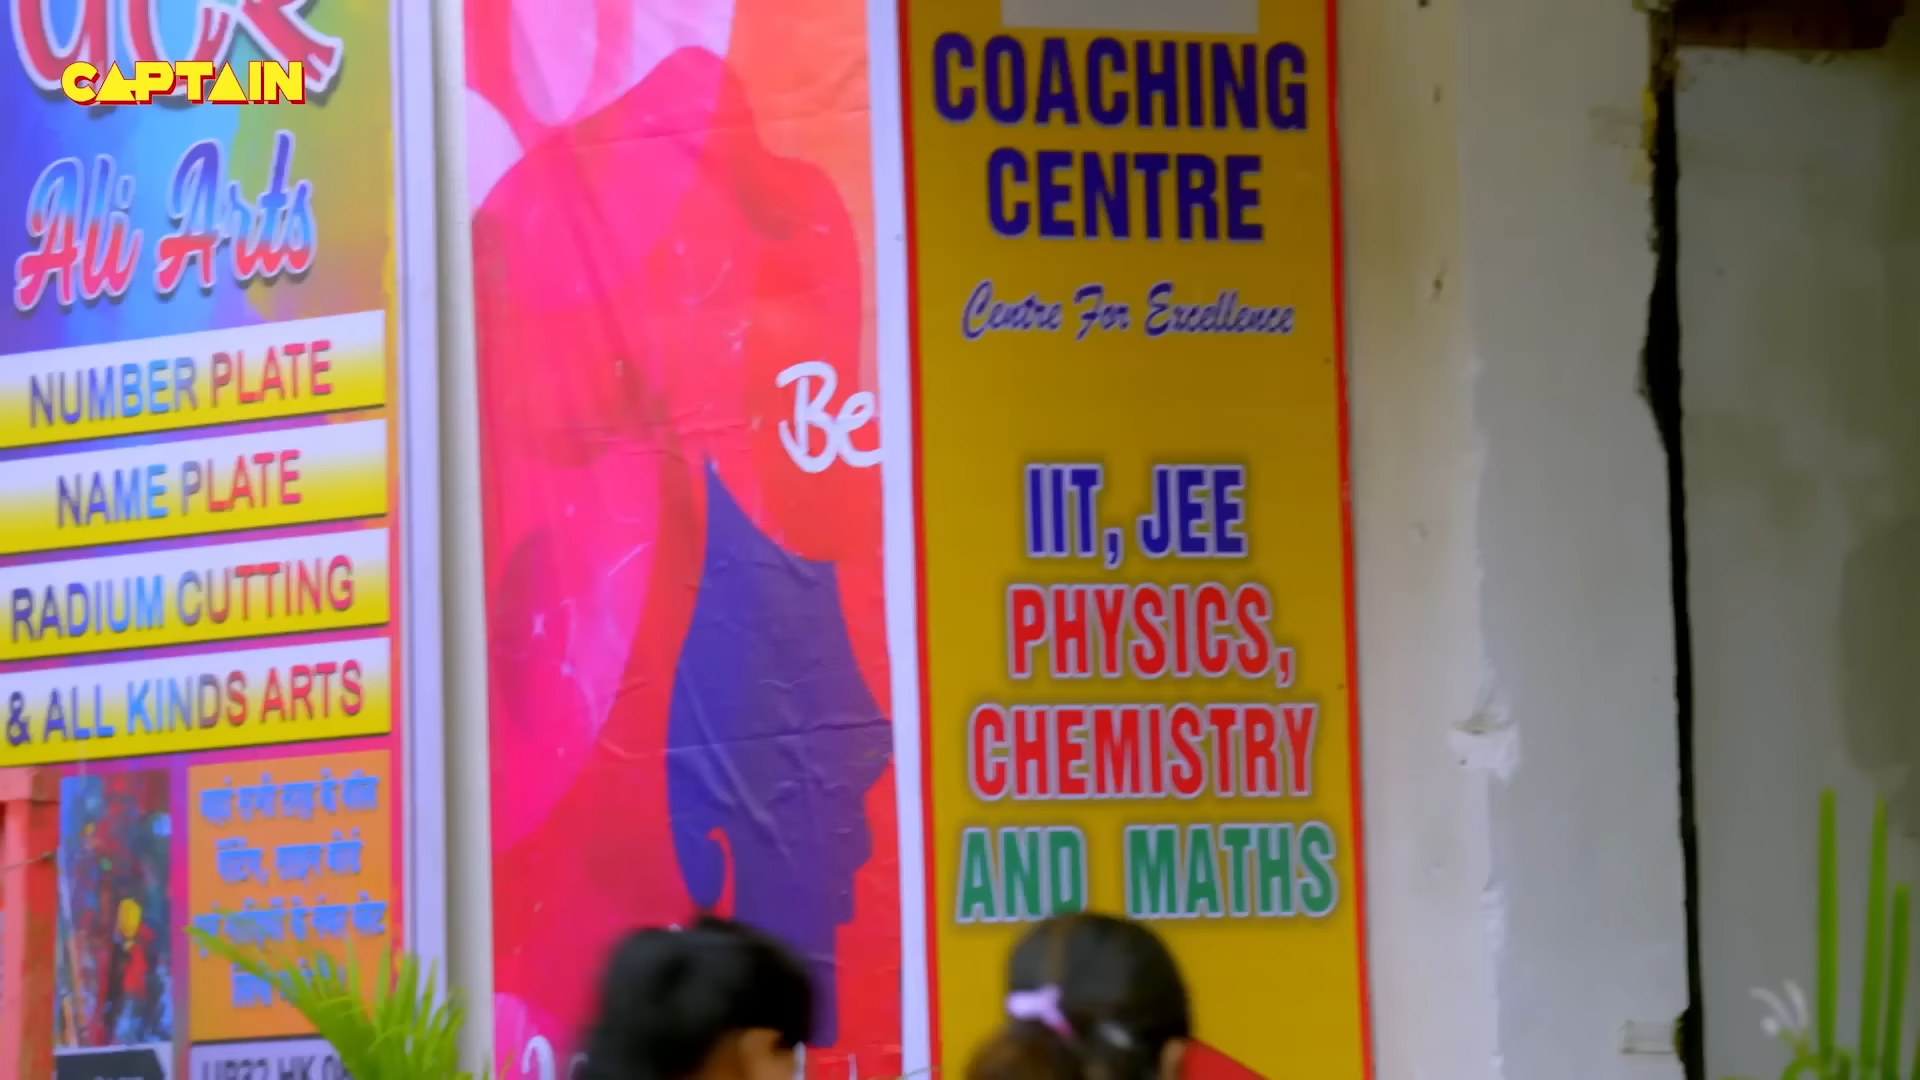 CAPTAIN
Ali Arts
NUMBER PLATE
NAME PLATE
RADIUM CUTTING
& ALL KINDS ARTS
Be
COACHING
CENTRE
Centre For Excellence
IIT, JEE
PHYSICS,
CHEMISTRY
AND MATHS